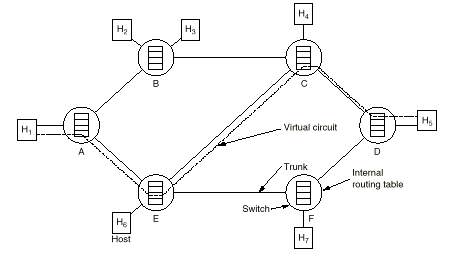 H4
H2
H3
B
C
H1
H5
Virtual circuit
A
D
Trunk
Internal
routing table
E
Switch
F
H6
Host
H7